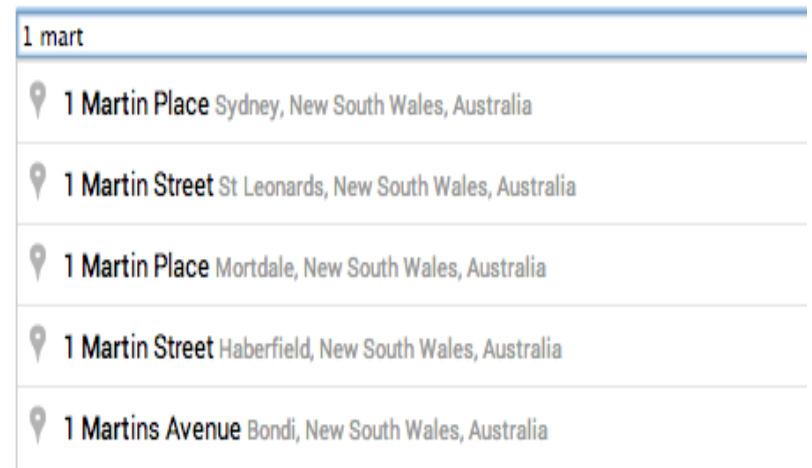 1 mart
1 Martin Place Sydney, New South Wales, Australia
1 Martin Street St Leonards, New South Wales, Australia
1 Martin Place Mortdale, New South Wales, Australia
1 Martin Street Haberfield, New South Wales, Australia
1 Martins Avenue Bondi, New South Wales, Australia